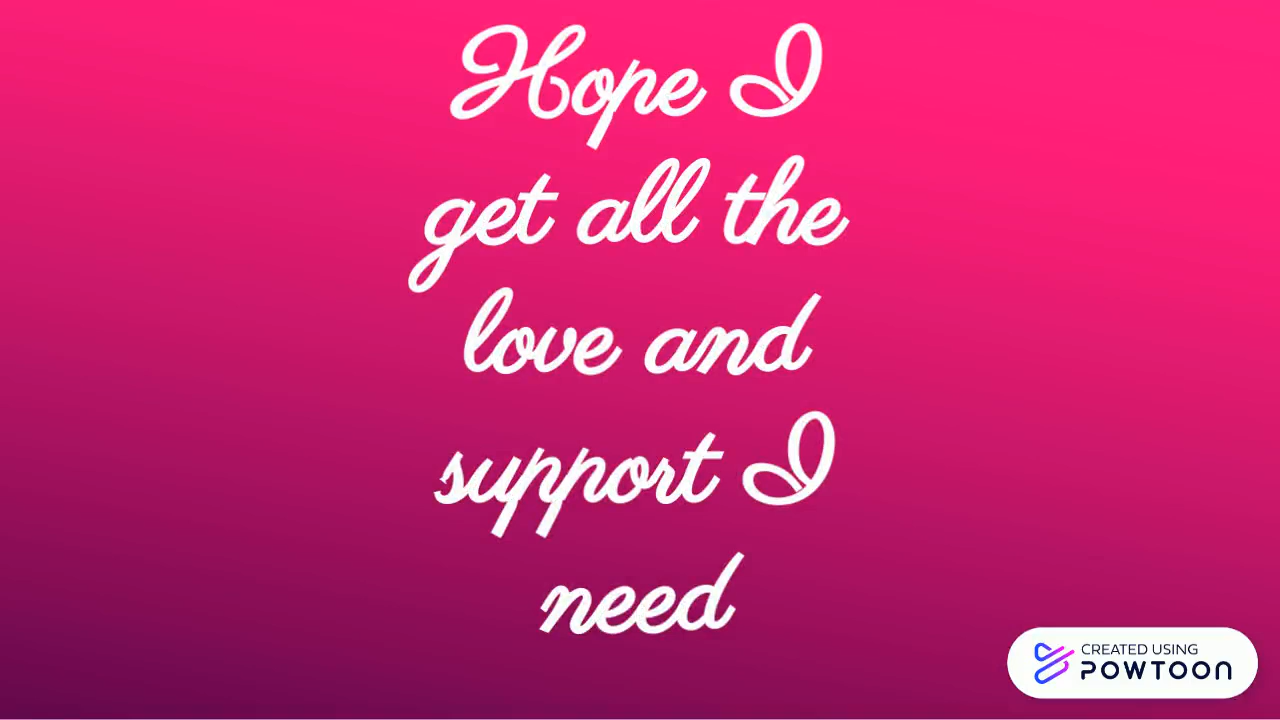 Hope I
get all the
love and
support I
need
CREATED USING
POWTOON